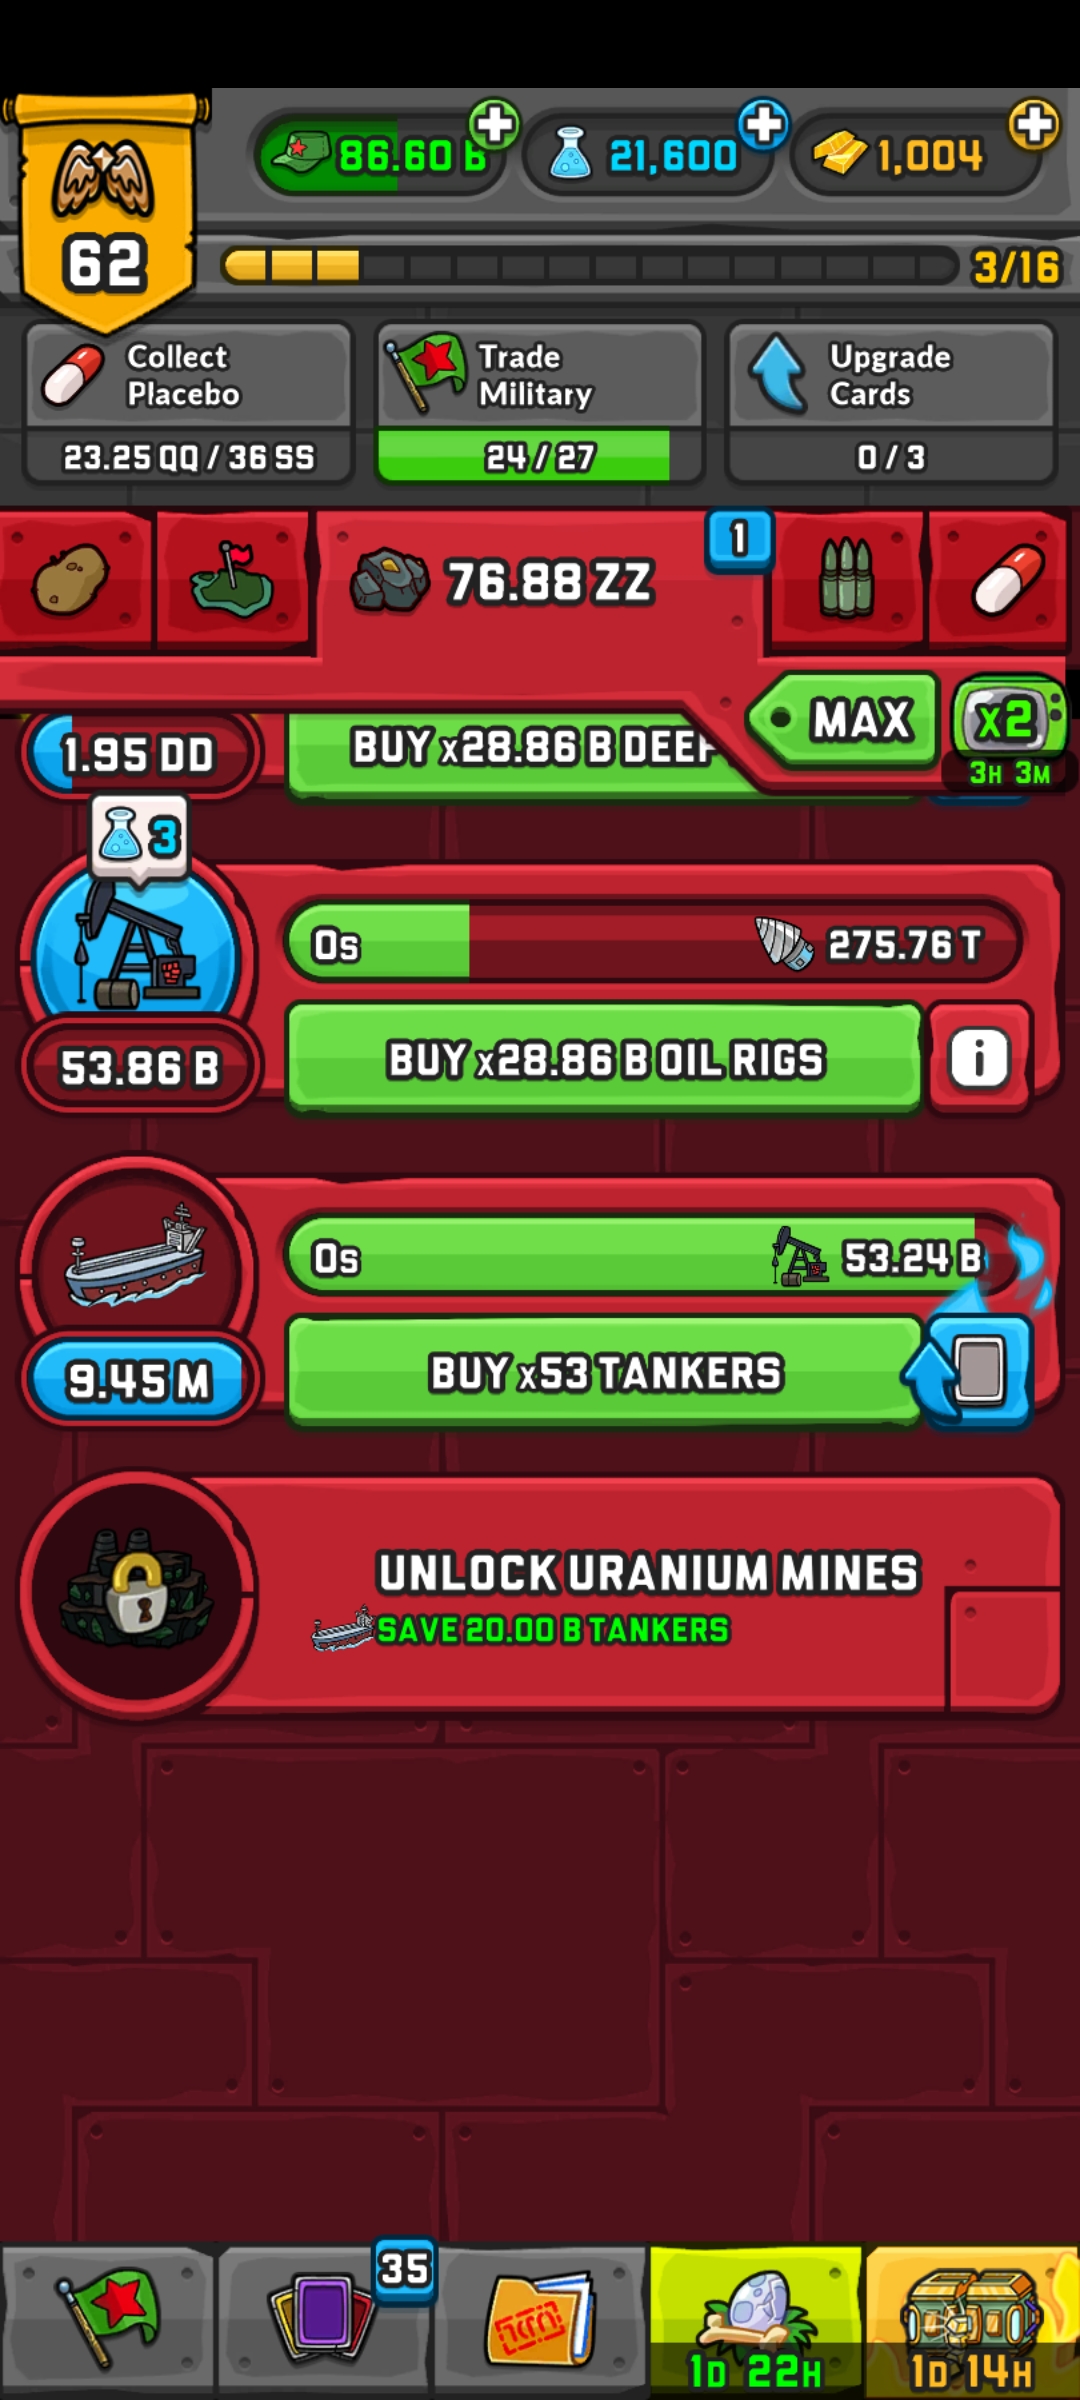 86.60 B
21,600
1,004
62
3/16
Collect
Placebo
23.25 QQ / 36 SS
Trade
Military
24 / 27
Upgrade
Cards
0 / 3
76.88 ZZ
1
MAX
x2
3H 3M
1.95 DD
BUY x28.86 B DEEP
3
0s
275.76 T
53.86 B
BUY x28.86 B OIL RIGS
i
0s
53.24 B
9.45 M
BUY x53 TANKERS
UNLOCK URANIUM MINES
SAVE 20.00 B TANKERS
35
1D 22H
1D 14H